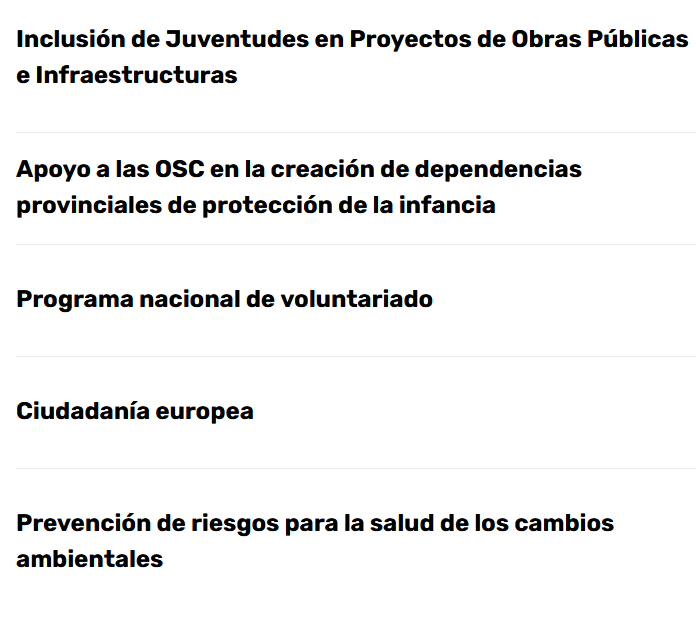 Inclusión de Juventudes en Proyectos de Obras Públicas
e Infraestructuras
Apoyo a las OSC en la creación de dependencias
provinciales de protección de la infancia
Programa nacional de voluntariado
Ciudadanía europea
Prevención de riesgos para la salud de los cambios
ambientales